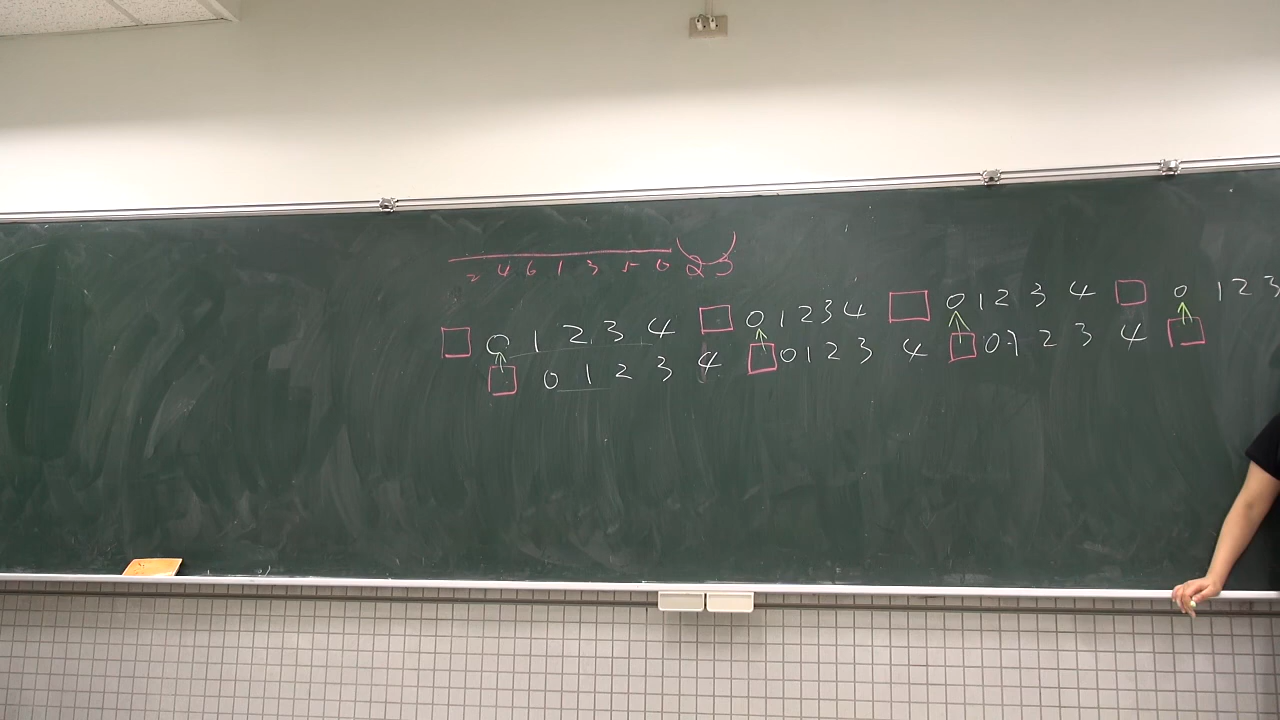 2 4 6 1 3 5 0 2 5
□ 0 1 2 3 4 □ 0 1 2 3 4 □ 0 1 2 3 4 □ 0 1 2 3
□ 0 1 2 3 4 □ 0 1 2 3 4 □ 0 1 2 3 4 □